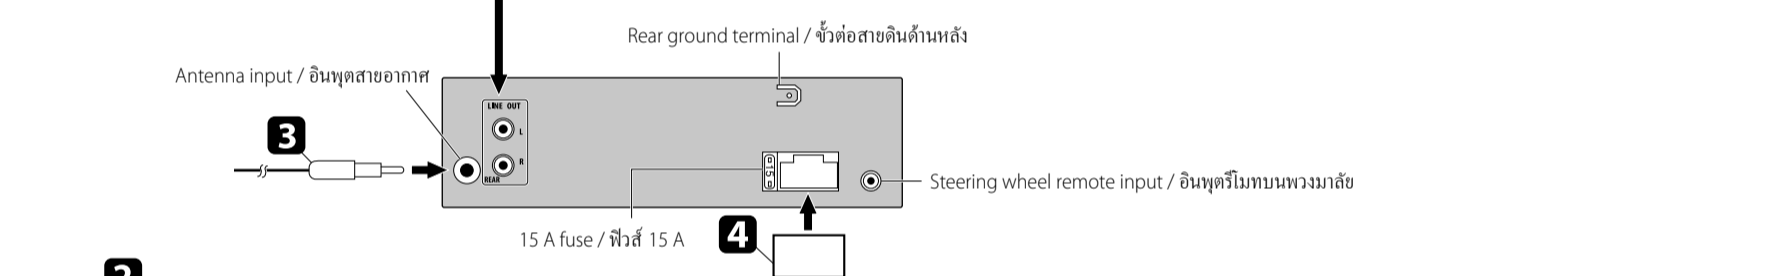 Rear ground terminal / ขั้วต่อสายดินด้านหลัง
Antenna input / อินพุตสายอากาศ
LINE OUT
L
3
R
REAR
15
Steering wheel remote input / อินพุตรีโมทบนพวงมาลัย
15 A fuse / ฟิวส์ 15 A
4